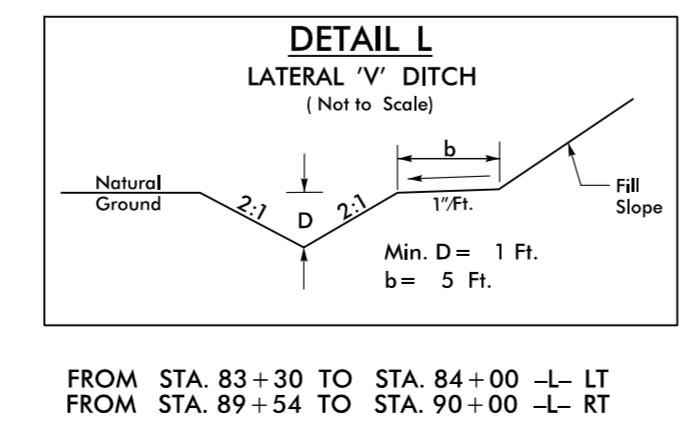 DETAIL L
LATERAL 'V' DITCH
( Not to Scale)
b
Natural
Ground
2:1
D
2:1
1"/Ft.
Fill
Slope
Min. D = 1 Ft.
b = 5 Ft.
FROM STA. 83+30 TO STA. 84+00 -L- LT
FROM STA. 89+54 TO STA. 90+00 -L- RT